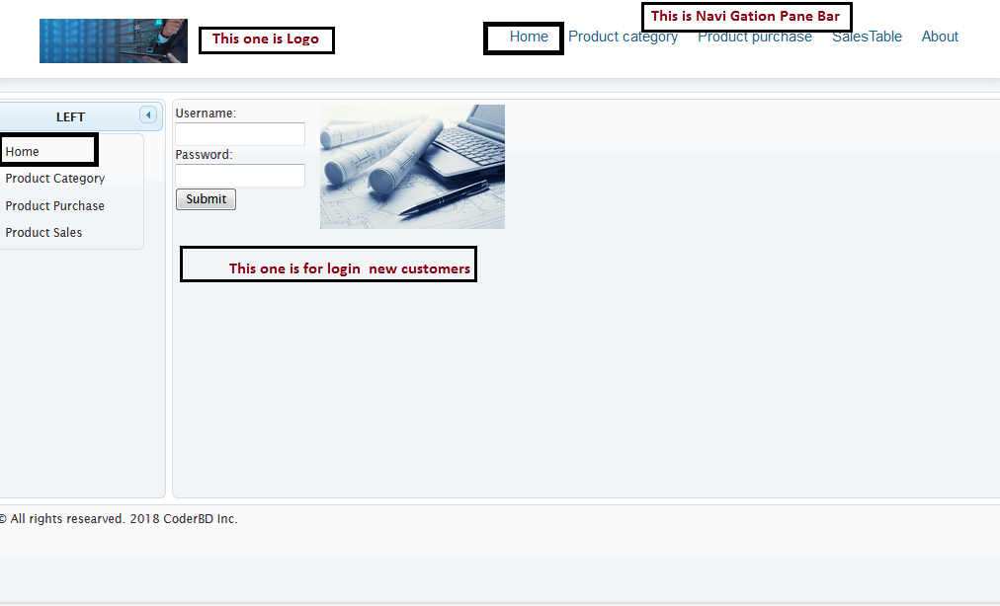 This is Navi Gation Pane Bar
This one is Logo
Home Product category Product purchase SalesTable About
LEFT
Home
Product Category
Product Purchase
Product Sales
Username:
Password:
Submit
This one is for login new customers
© All rights researved. 2018 CoderBD Inc.